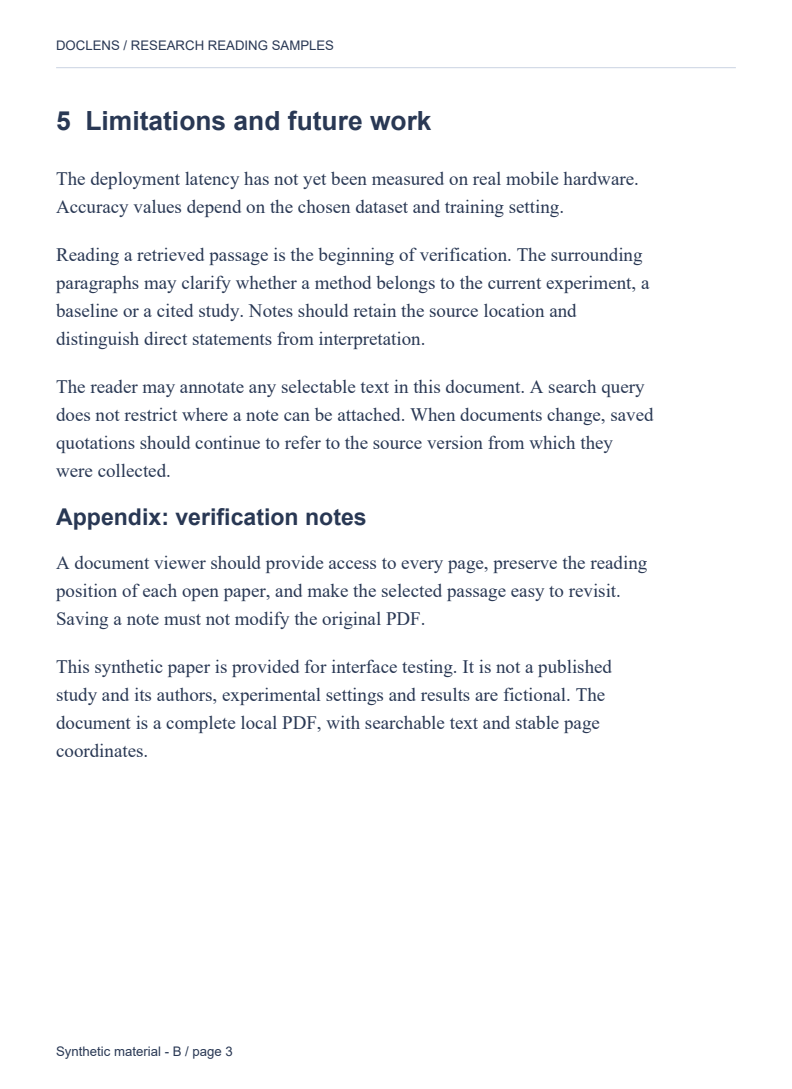 DOCLENS / RESEARCH READING SAMPLES
5 Limitations and future work
The deployment latency has not yet been measured on real mobile hardware.
Accuracy values depend on the chosen dataset and training setting.
Reading a retrieved passage is the beginning of verification. The surrounding
paragraphs may clarify whether a method belongs to the current experiment, a
baseline or a cited study. Notes should retain the source location and
distinguish direct statements from interpretation.
The reader may annotate any selectable text in this document. A search query
does not restrict where a note can be attached. When documents change, saved
quotations should continue to refer to the source version from which they
were collected.
Appendix: verification notes
A document viewer should provide access to every page, preserve the reading
position of each open paper, and make the selected passage easy to revisit.
Saving a note must not modify the original PDF.
This synthetic paper is provided for interface testing. It is not a published
study and its authors, experimental settings and results are fictional. The
document is a complete local PDF, with searchable text and stable page
coordinates.
Synthetic material - B / page 3